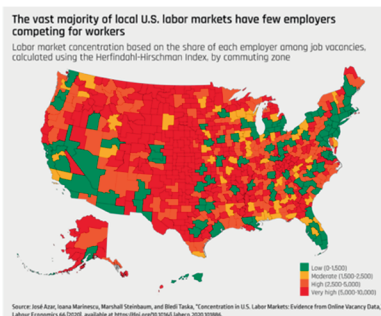 The vast majority of local U.S. labor markets have few employers
competing for workers
Labor market concentration based on the share of each employer among job vacancies,
calculated using the Herfindahl-Hirschman Index, by commuting zone
Low (0-1,500)
Moderate (1,500-2,500)
High (2,500-5,000)
Very high (5,000-10,000)
Source: José Azar, Ioana Marinescu, Marshall Steinbaum, and Bledi Taska, "Concentration in U.S. Labor Markets: Evidence from Online Vacancy Data,
Labour Economics 66 (2020), available at